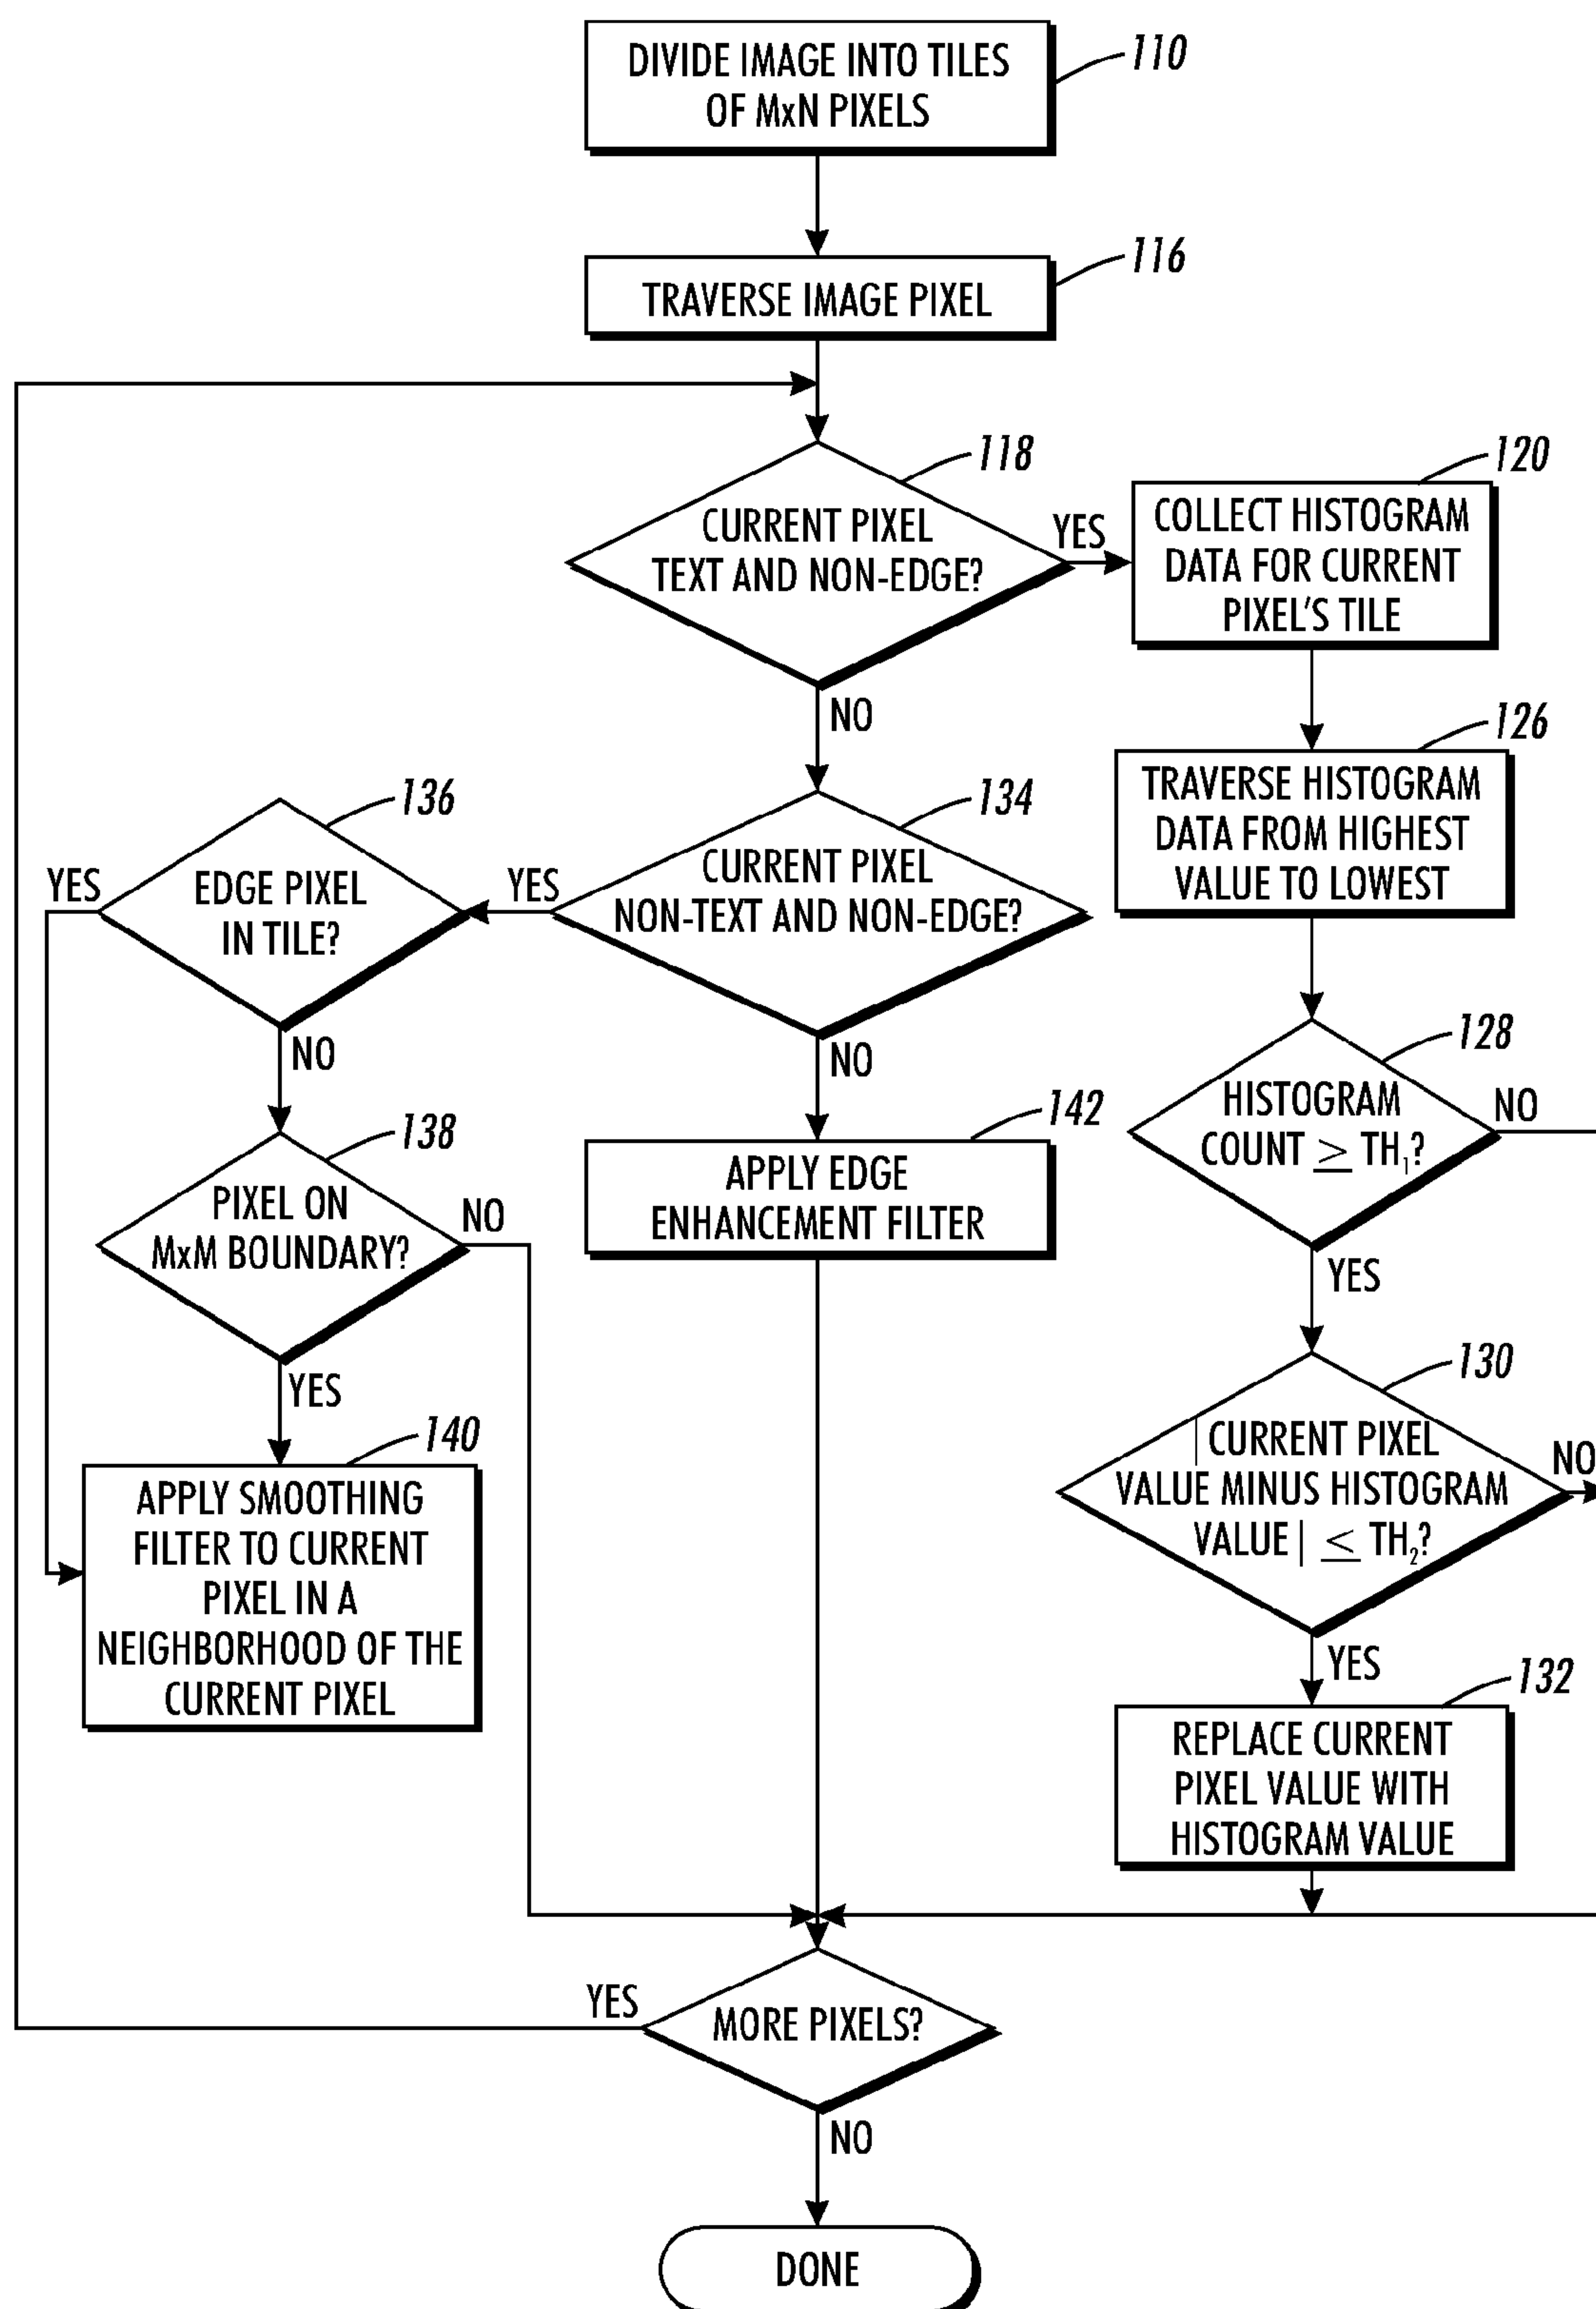 DIVIDE IMAGE INTO TILES
OF MxN PIXELS
110
TRAVERSE IMAGE PIXEL
116
118
CURRENT PIXEL
TEXT AND NON-EDGE?
YES
NO
120
COLLECT HISTOGRAM
DATA FOR CURRENT
PIXEL'S TILE
126
TRAVERSE HISTOGRAM
DATA FROM HIGHEST
VALUE TO LOWEST
134
CURRENT PIXEL
NON-TEXT AND NON-EDGE?
YES
NO
136
EDGE PIXEL
IN TILE?
YES
NO
138
PIXEL ON
MxM BOUNDARY?
NO
YES
140
APPLY SMOOTHING
FILTER TO CURRENT
PIXEL IN A
NEIGHBORHOOD OF THE
CURRENT PIXEL
142
APPLY EDGE
ENHANCEMENT FILTER
128
HISTOGRAM
COUNT ≥ TH₁?
NO
YES
130
|CURRENT PIXEL
VALUE MINUS HISTOGRAM
VALUE| ≤ TH₂?
NO
YES
132
REPLACE CURRENT
PIXEL VALUE WITH
HISTOGRAM VALUE
MORE PIXELS?
YES
NO
DONE